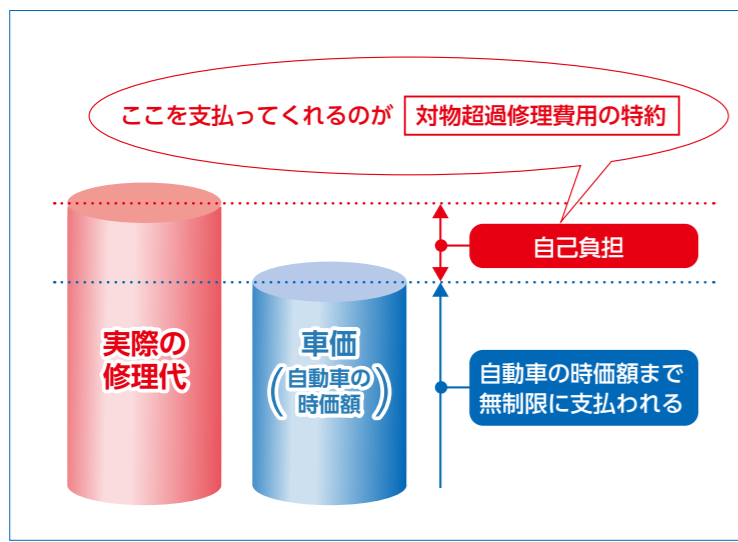 ここを支払ってくれるのが 対物超過修理費用の特約
自己負担
実際の
修理代
車価
(自動車の
時価額)
自動車の時価額まで
無制限に支払われる